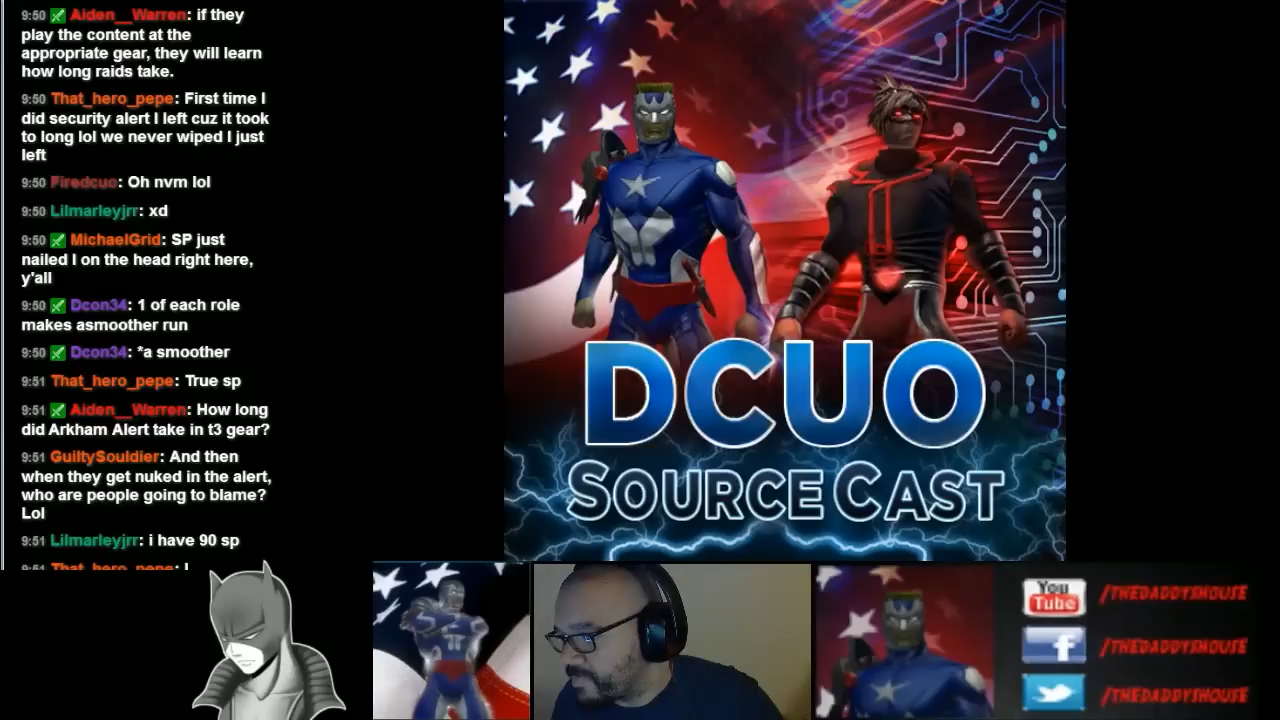 9:50 Aiden__Warren: if they
play the content at the
appropriate gear, they will learn
how long raids take.
9:50 That_hero_pepe: First time I
did security alert I left cuz it took
to long lol we never wiped I just
left
9:50 Firedcuo: Oh nvm lol
9:50 Lilmarleyjrr: xd
9:50 MichaelGrid: SP just
nailed I on the head right here,
y'all
9:50 Dcon34: 1 of each role
makes asmoother run
9:50 Dcon34: *a smoother
9:51 That_hero_pepe: True sp
9:51 Aiden__Warren: How long
did Arkham Alert take in t3 gear?
9:51 GuiltySouldier: And then
when they get nuked in the alert,
who are people going to blame?
Lol
9:51 Lilmarleyjrr: i have 90 sp
9:51 That_hero_pepe: I
DCUO
SOURCE CAST
You
Tube /THEDADDYSHOUSE
f /THEDADDYSHOUSE
/THEDADDYSHOUSE